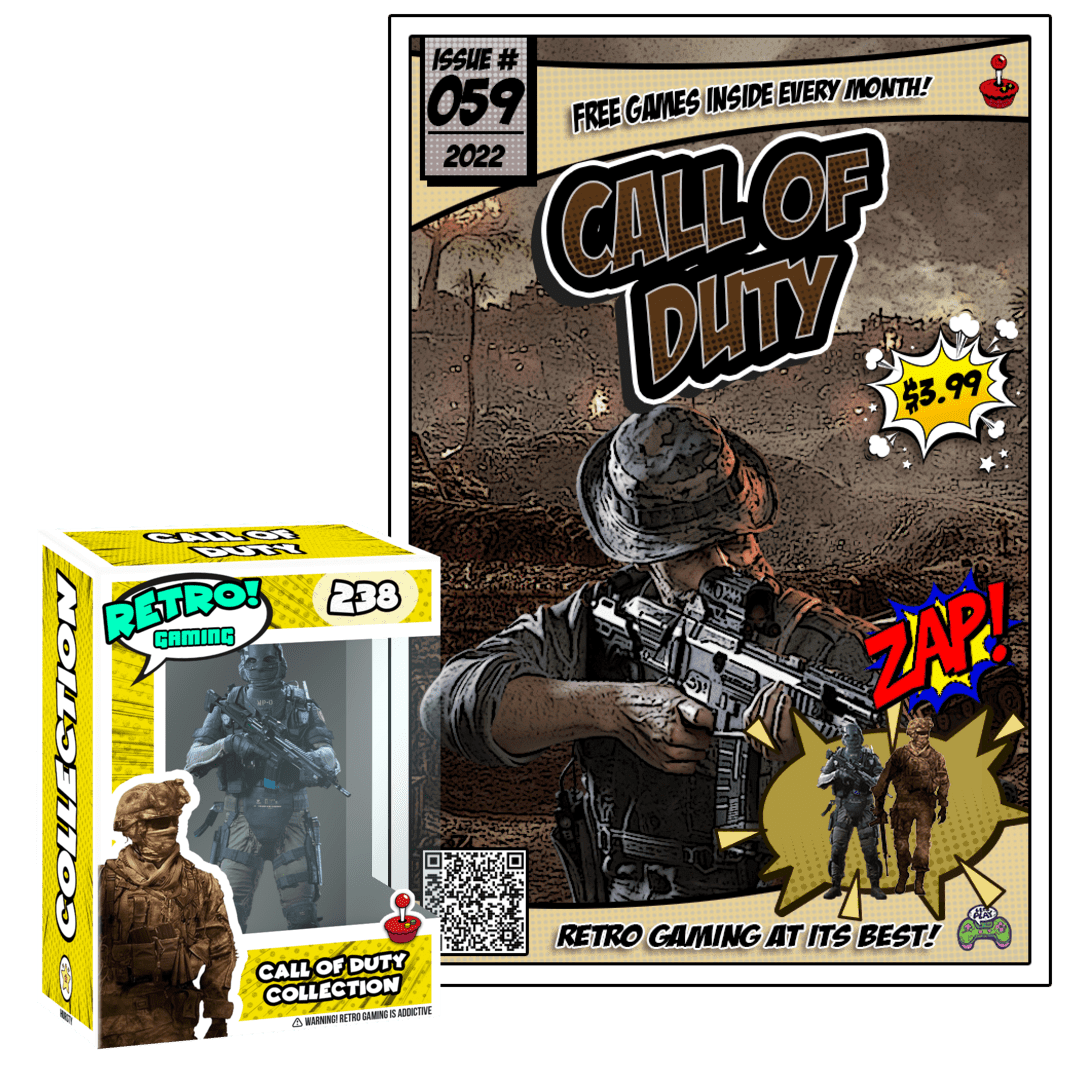 ISSUE #
059
2022
FREE GAMES INSIDE EVERY MONTH!
CALL OF
DUTY
$3.99
ZAP!
RETRO GAMING AT ITS BEST!
CALL OF
DUTY
COLLECTION
RETRO!
GAMING
238
CALL OF DUTY
COLLECTION
WARNING! RETRO GAMING IS ADDICTIVE